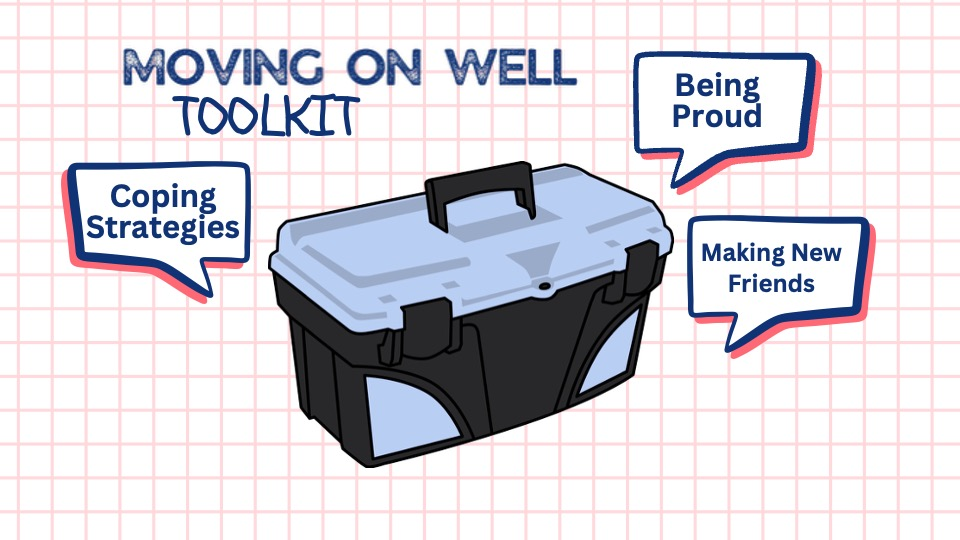 MOVING ON WELL
TOOLKIT
Being
Proud
Coping
Strategies
Making New
Friends